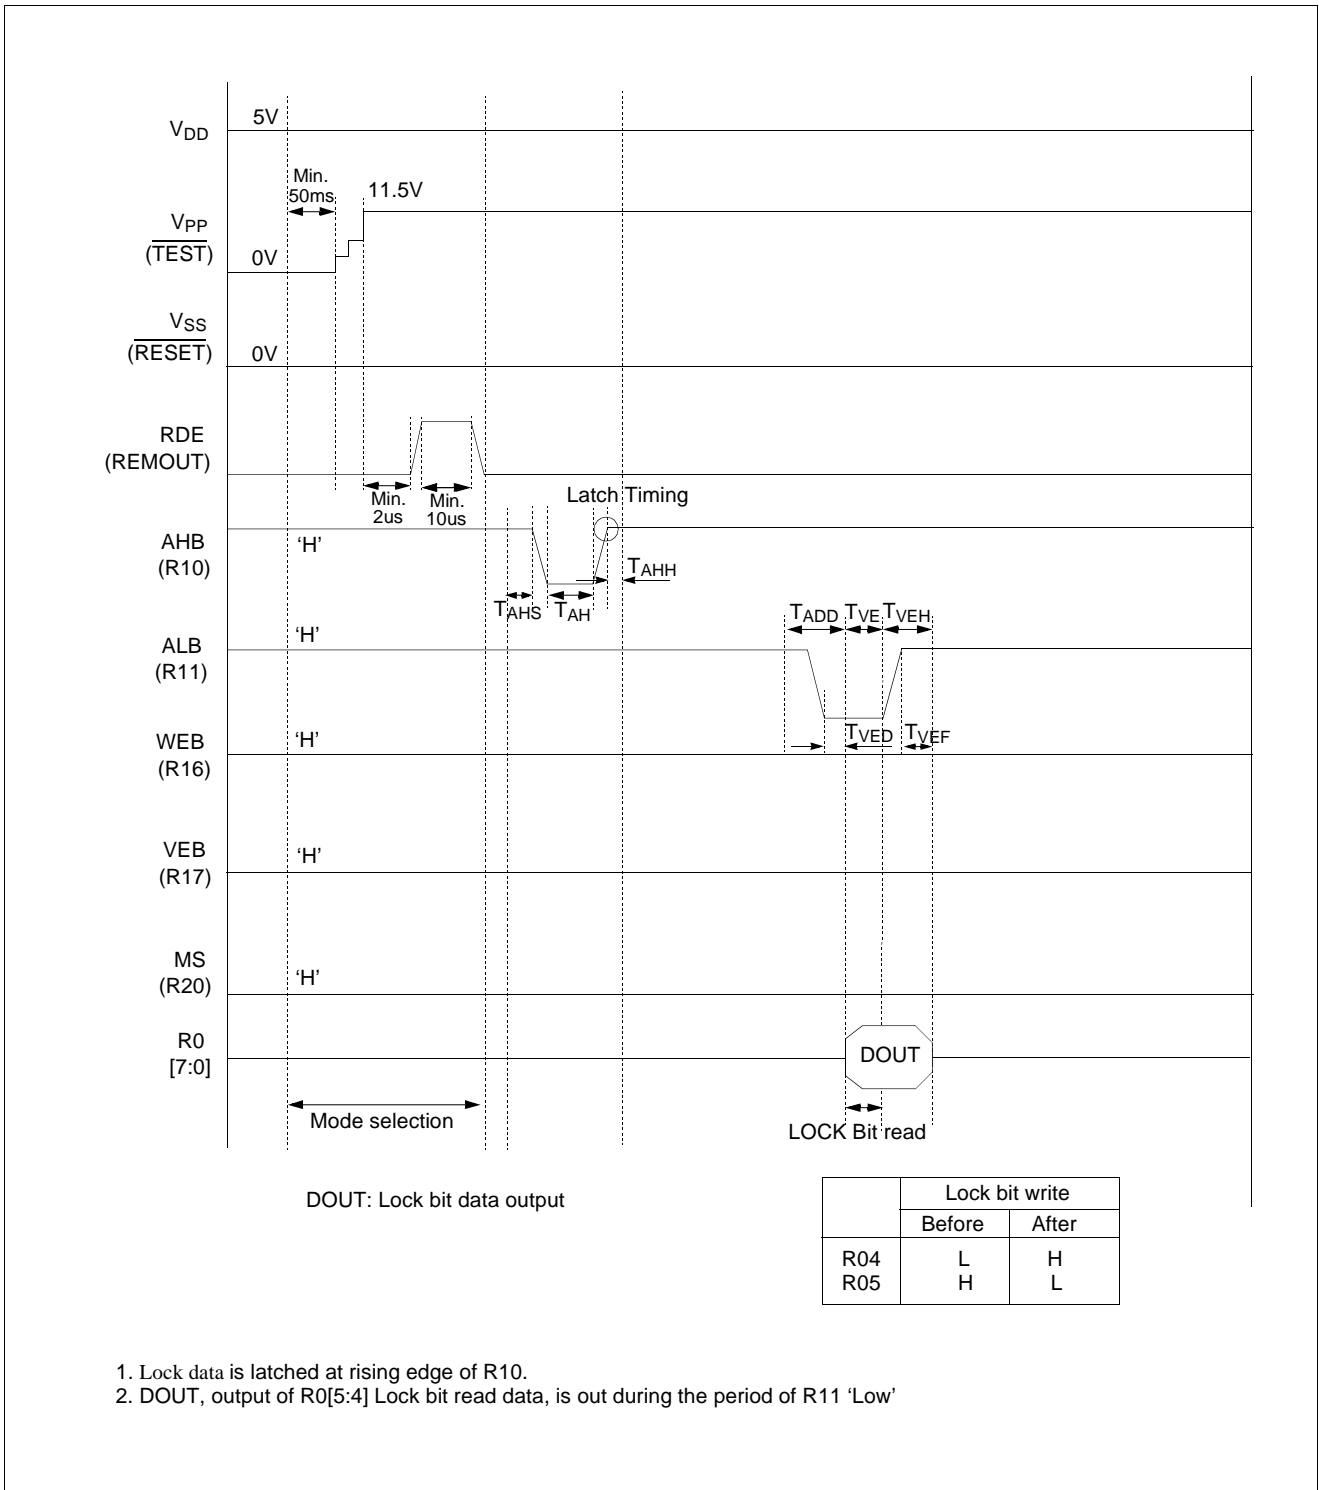 VDD
5V
Min.
50ms
11.5V
VPP
(TEST)
0V
VSS
(RESET)
0V
RDE
(REMOUT)
Min.
2us
Min.
10us
Latch Timing
AHB
(R10)
‘H’
TAHH
TAHS
TAH
TADD
TVE
TVEH
ALB
(R11)
‘H’
TVED
TVEF
WEB
(R16)
‘H’
VEB
(R17)
‘H’
MS
(R20)
‘H’
R0
[7:0]
DOUT
Mode selection
LOCK Bit read
DOUT: Lock bit data output
Lock bit write
Before After
R04 L H
R05 H L
1. Lock data is latched at rising edge of R10.
2. DOUT, output of R0[5:4] Lock bit read data, is out during the period of R11 ‘Low’